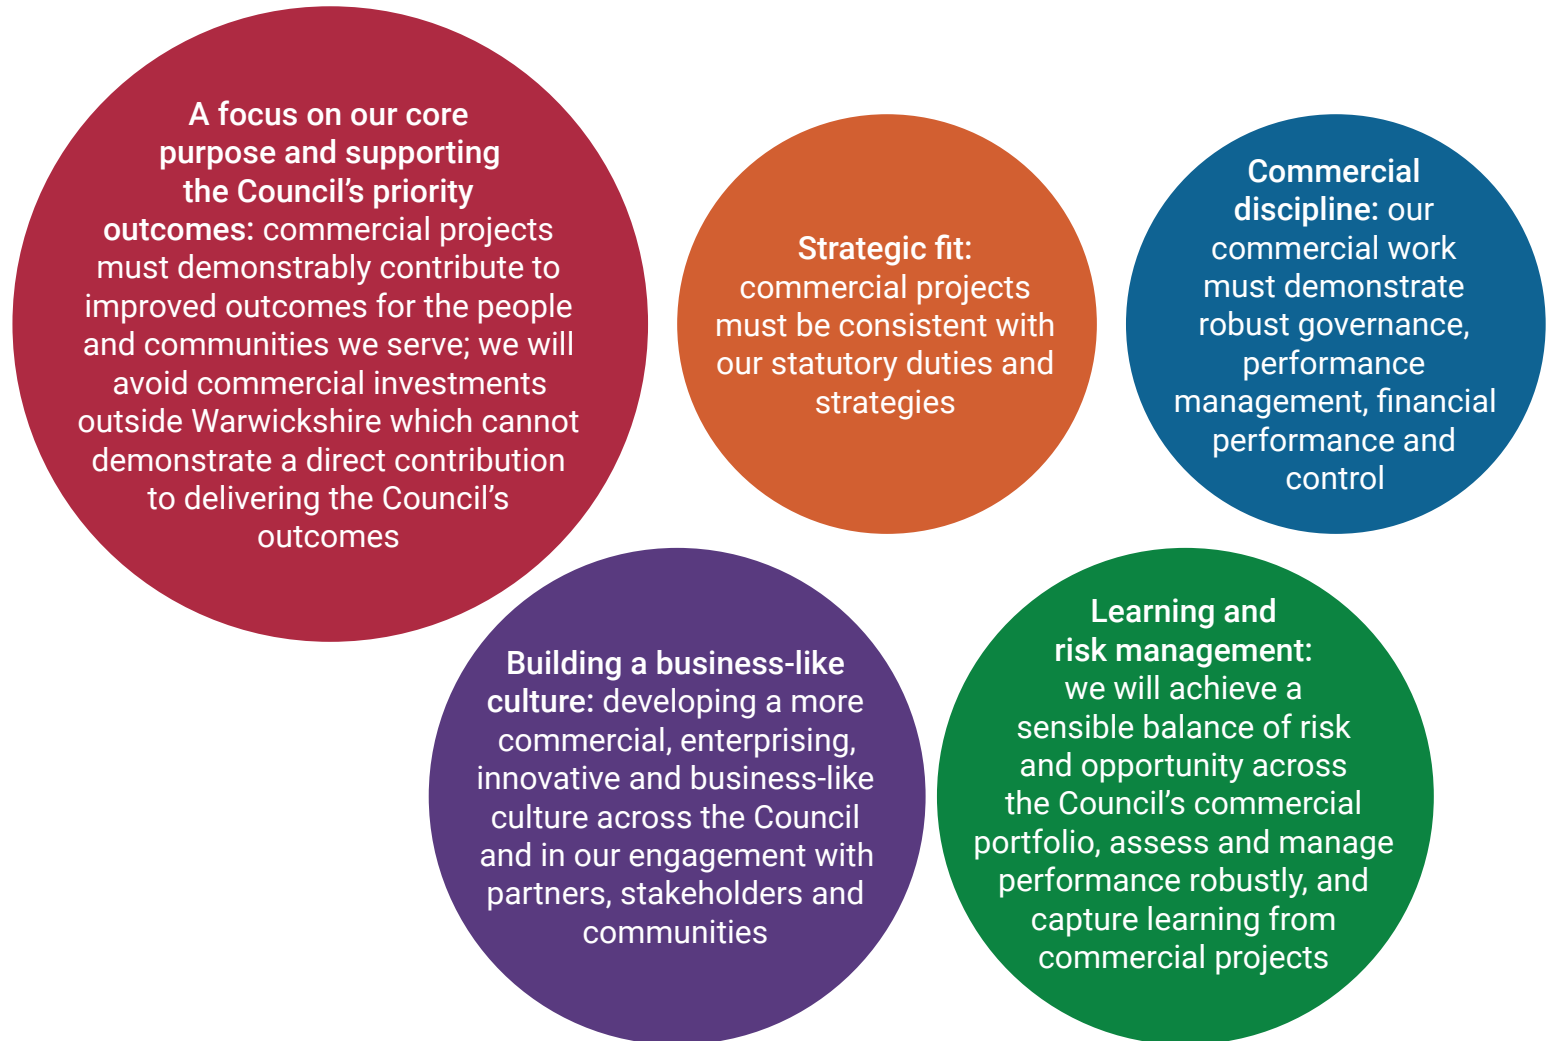 A focus on our core
purpose and supporting
the Council’s priority
outcomes: commercial projects
must demonstrably contribute to
improved outcomes for the people
and communities we serve; we will
avoid commercial investments
outside Warwickshire which cannot
demonstrate a direct contribution
to delivering the Council’s
outcomes
Strategic fit:
commercial projects
must be consistent with
our statutory duties and
strategies
Commercial
discipline: our
commercial work
must demonstrate
robust governance,
performance
management, financial
performance and
control
Building a business-like
culture: developing a more
commercial, enterprising,
innovative and business-like
culture across the Council
and in our engagement with
partners, stakeholders and
communities
Learning and
risk management:
we will achieve a
sensible balance of risk
and opportunity across
the Council’s commercial
portfolio, assess and manage
performance robustly, and
capture learning from
commercial projects